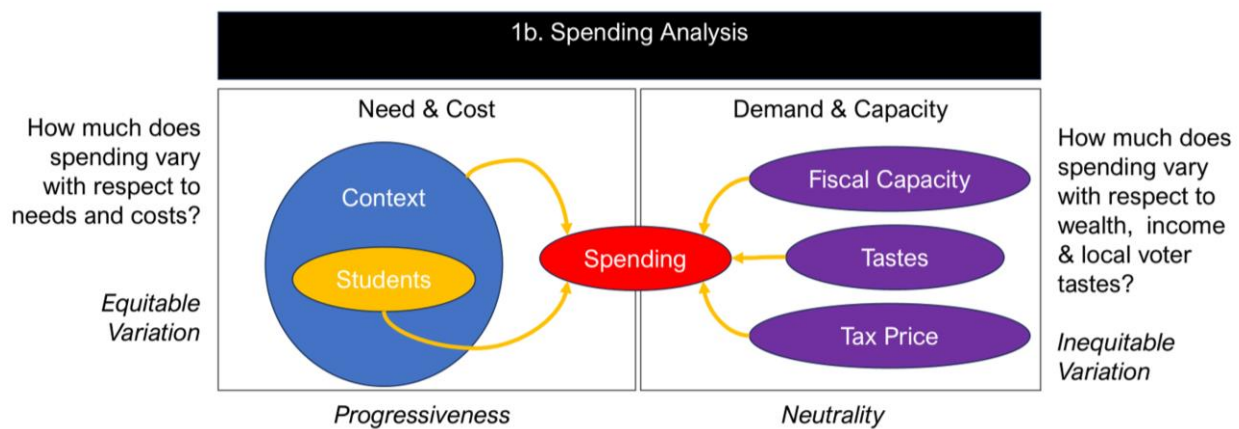 1b. Spending Analysis
Need & Cost
Demand & Capacity
How much does
spending vary
with respect to
needs and costs?
Equitable
Variation
Context
Students
Spending
Fiscal Capacity
Tastes
Tax Price
How much does
spending vary
with respect to
wealth, income
& local voter
tastes?
Inequitable
Variation
Progressiveness
Neutrality